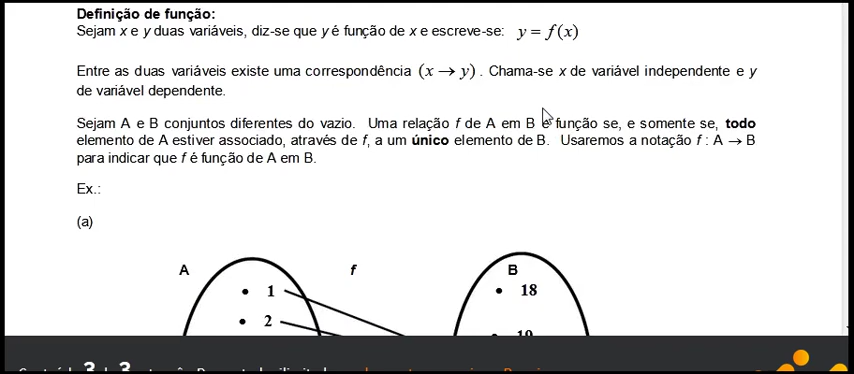 Definição de função:
Sejam x e y duas variáveis, diz-se que y é função de x e escreve-se: y = f(x)
Entre as duas variáveis existe uma correspondência (x → y). Chama-se x de variável independente e y
de variável dependente.
Sejam A e B conjuntos diferentes do vazio. Uma relação f de A em B é função se, e somente se, todo
elemento de A estiver associado, através de f, a um único elemento de B. Usaremos a notação f : A → B
para indicar que f é função de A em B.
Ex.:
(a)
A f B
• 1 • 18
• 2 • 19
3 3